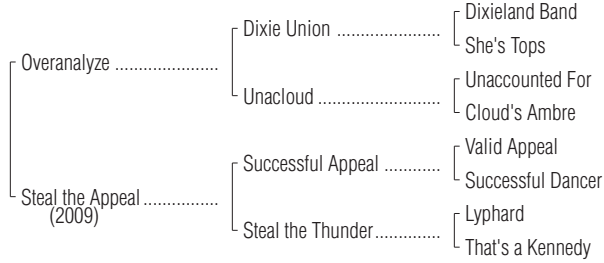 Dixieland Band
Dixie Union ....................
She's Tops
Overanalyze ......................
Unaccounted For
Unacloud ........................
Cloud's Ambre
Valid Appeal
Successful Appeal ............
Successful Dancer
Steal the Appeal ................
(2009)
Lyphard
Steal the Thunder...............
That's a Kennedy